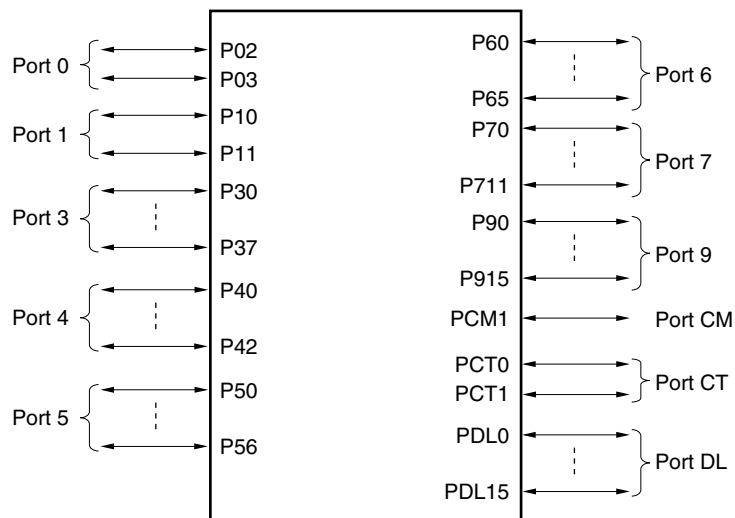 Port 0
P02
P03
Port 1
P10
P11
Port 3
P30
P37
Port 4
P40
P42
Port 5
P50
P56
P60
P65
Port 6
P70
P711
Port 7
P90
P915
Port 9
PCM1
Port CM
PCT0
PCT1
Port CT
PDL0
PDL15
Port DL